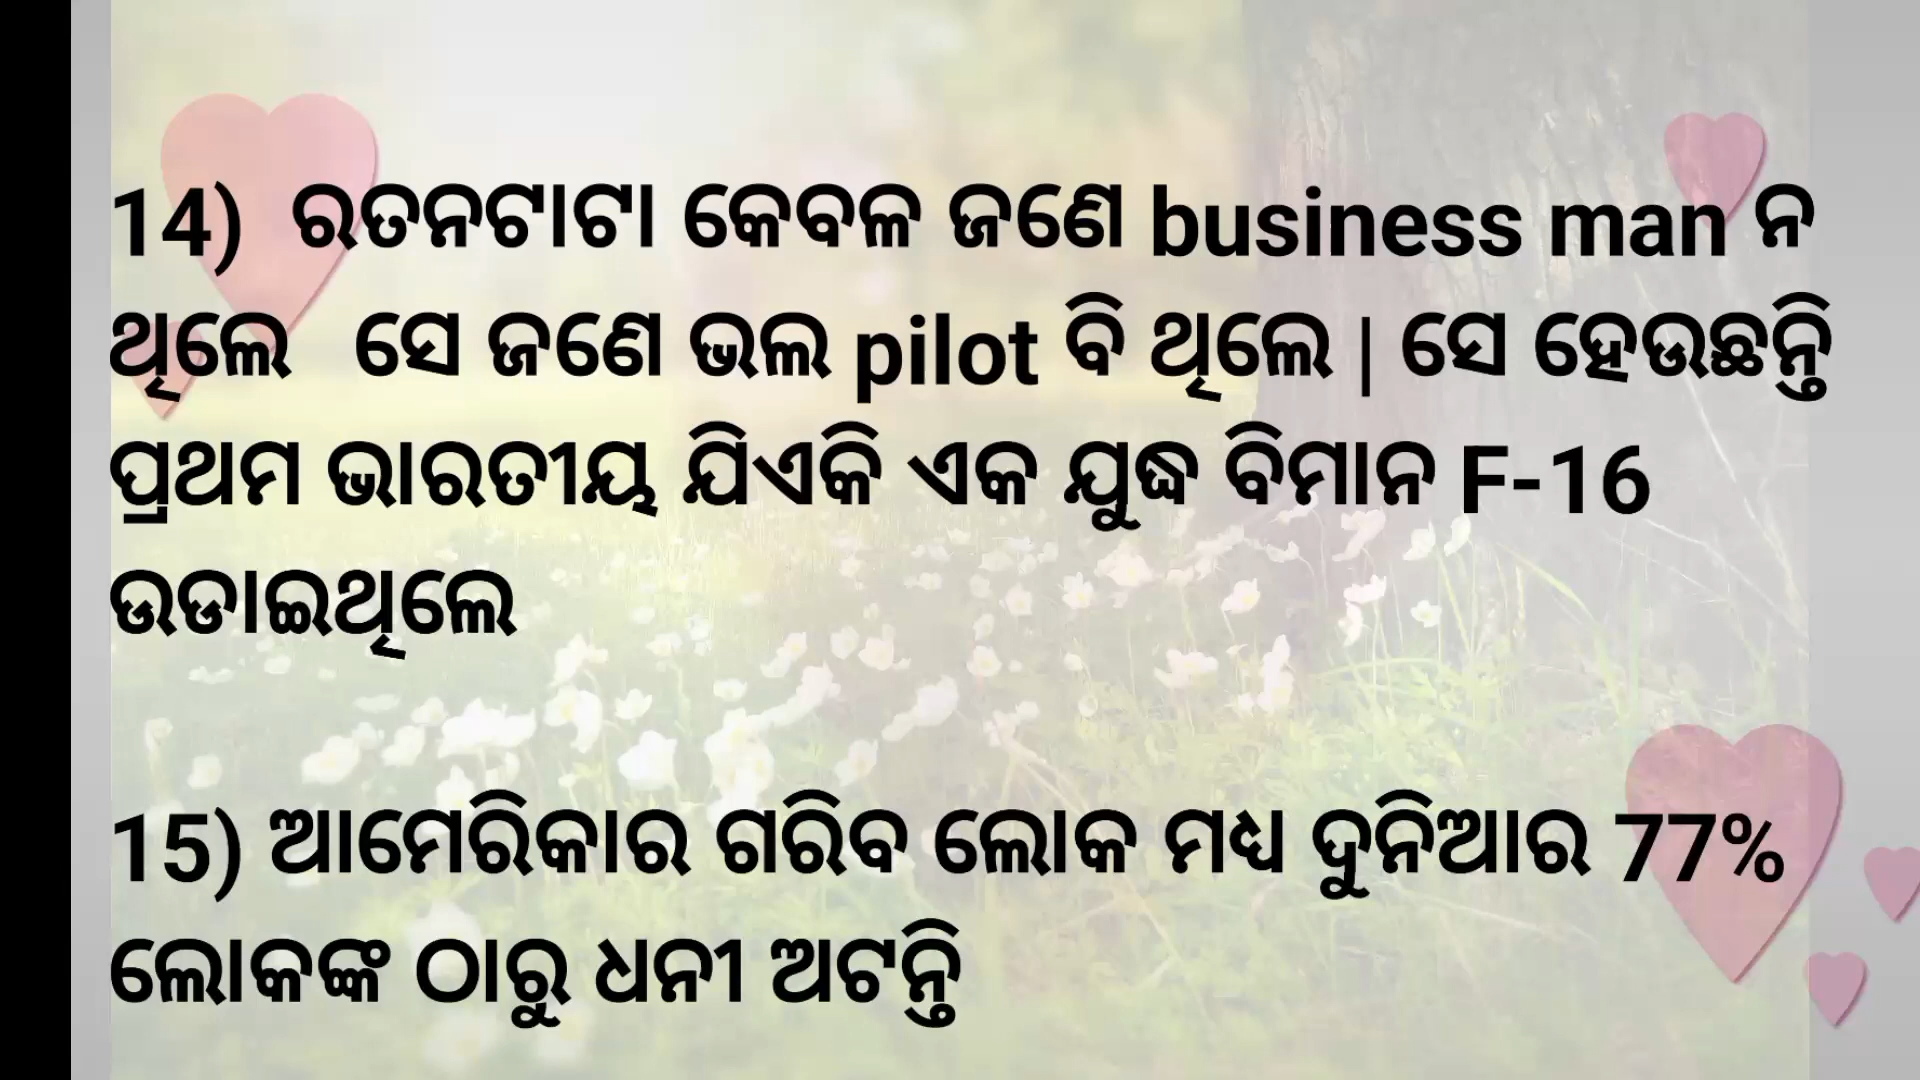 14) ରତନଟାଟା କେବଳ ଜଣେ business man ନ
ଥିଲେ ସେ ଜଣେ ଭଲ pilot ବି ଥିଲେ | ସେ ହେଉଛନ୍ତି
ପ୍ରଥମ ଭାରତୀୟ ଯିଏକି ଏକ ଯୁଦ୍ଧ ବିମାନ F-16
ଉଡାଇଥିଲେ
15) ଆମେରିକାର ଗରିବ ଲୋକ ମଧ୍ୟ ଦୁନିଆର 77%
ଲୋକଙ୍କ ଠାରୁ ଧନୀ ଅଟନ୍ତି